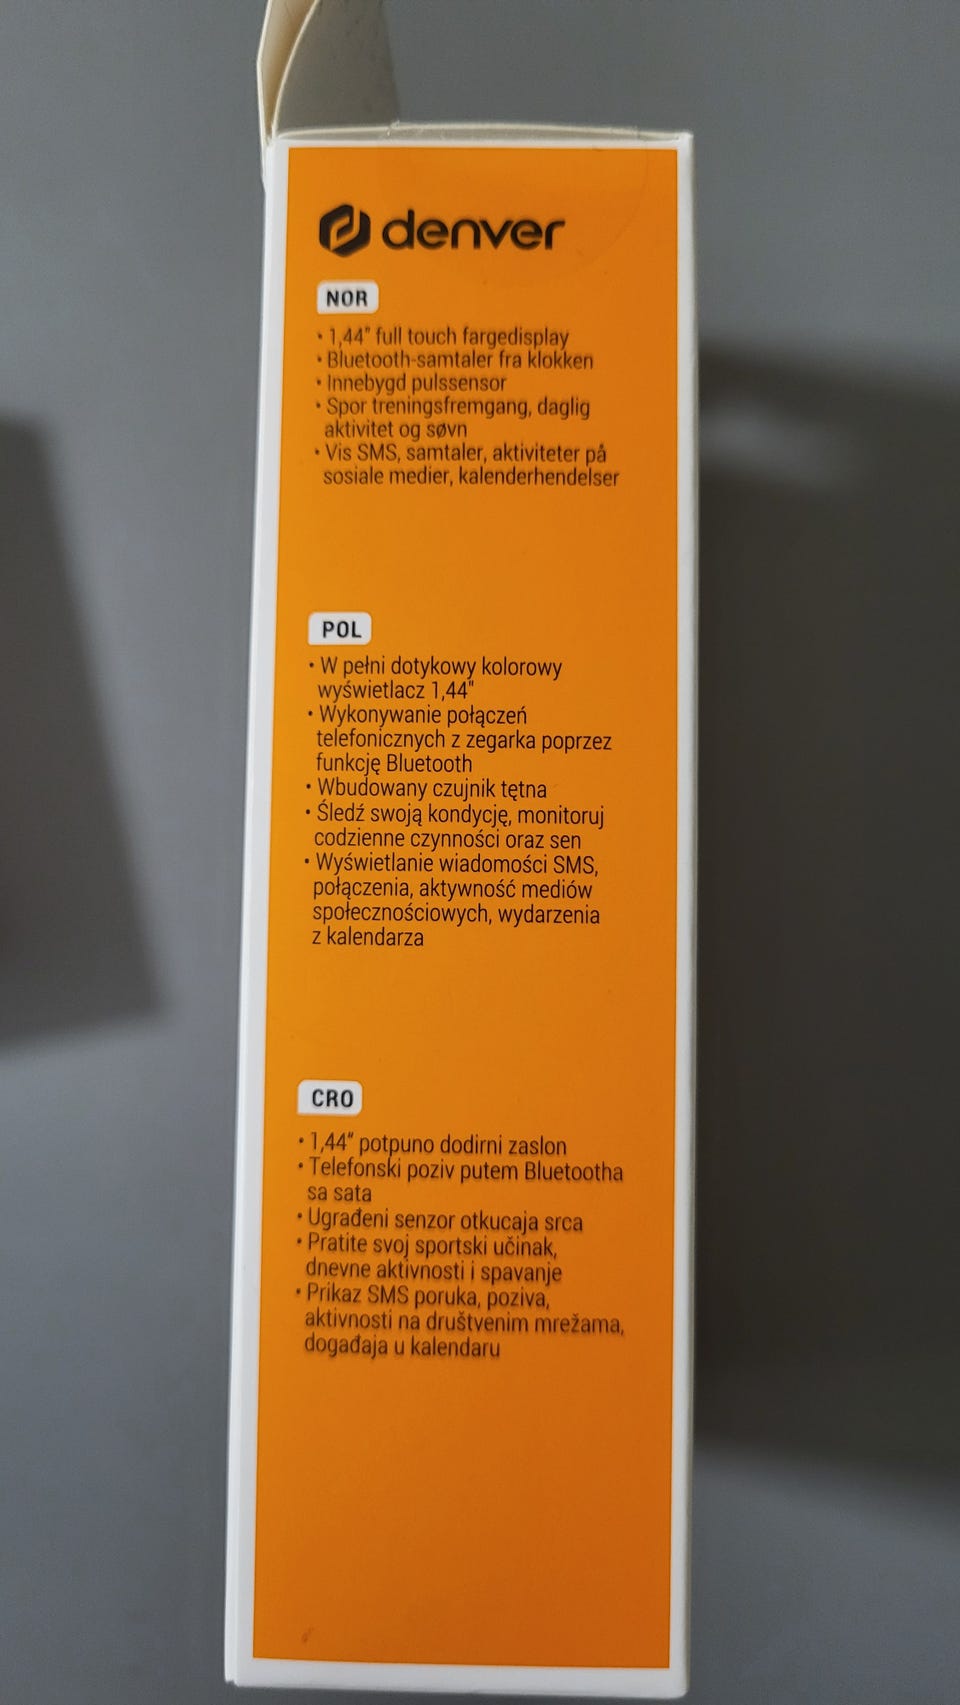 denver
NOR
• 1,44" full touch fargedisplay
• Bluetooth-samtaler fra klokken
• Innebygd pulssensor
• Spor treningsfremgang, daglig
aktivitet og søvn
• Vis SMS, samtaler, aktiviteter på
sosiale medier, kalenderhendelser
POL
• W pełni dotykowy kolorowy
wyświetlacz 1,44"
• Wykonywanie połączeń
telefonicznych z zegarka poprzez
funkcję Bluetooth
• Wbudowany czujnik tętna
• Śledź swoją kondycję, monitoruj
codzienne czynności oraz sen
• Wyświetlanie wiadomości SMS,
połączenia, aktywność mediów
społecznościowych, wydarzenia
z kalendarza
CRO
• 1,44" potpuno dodirni zaslon
• Telefonski poziv putem Bluetootha
sa sata
• Ugrađeni senzor otkucaja srca
• Pratite svoj sportski učinak,
dnevne aktivnosti i spavanje
• Prikaz SMS poruka, poziva,
aktivnosti na društvenim mrežama,
događaja u kalendaru